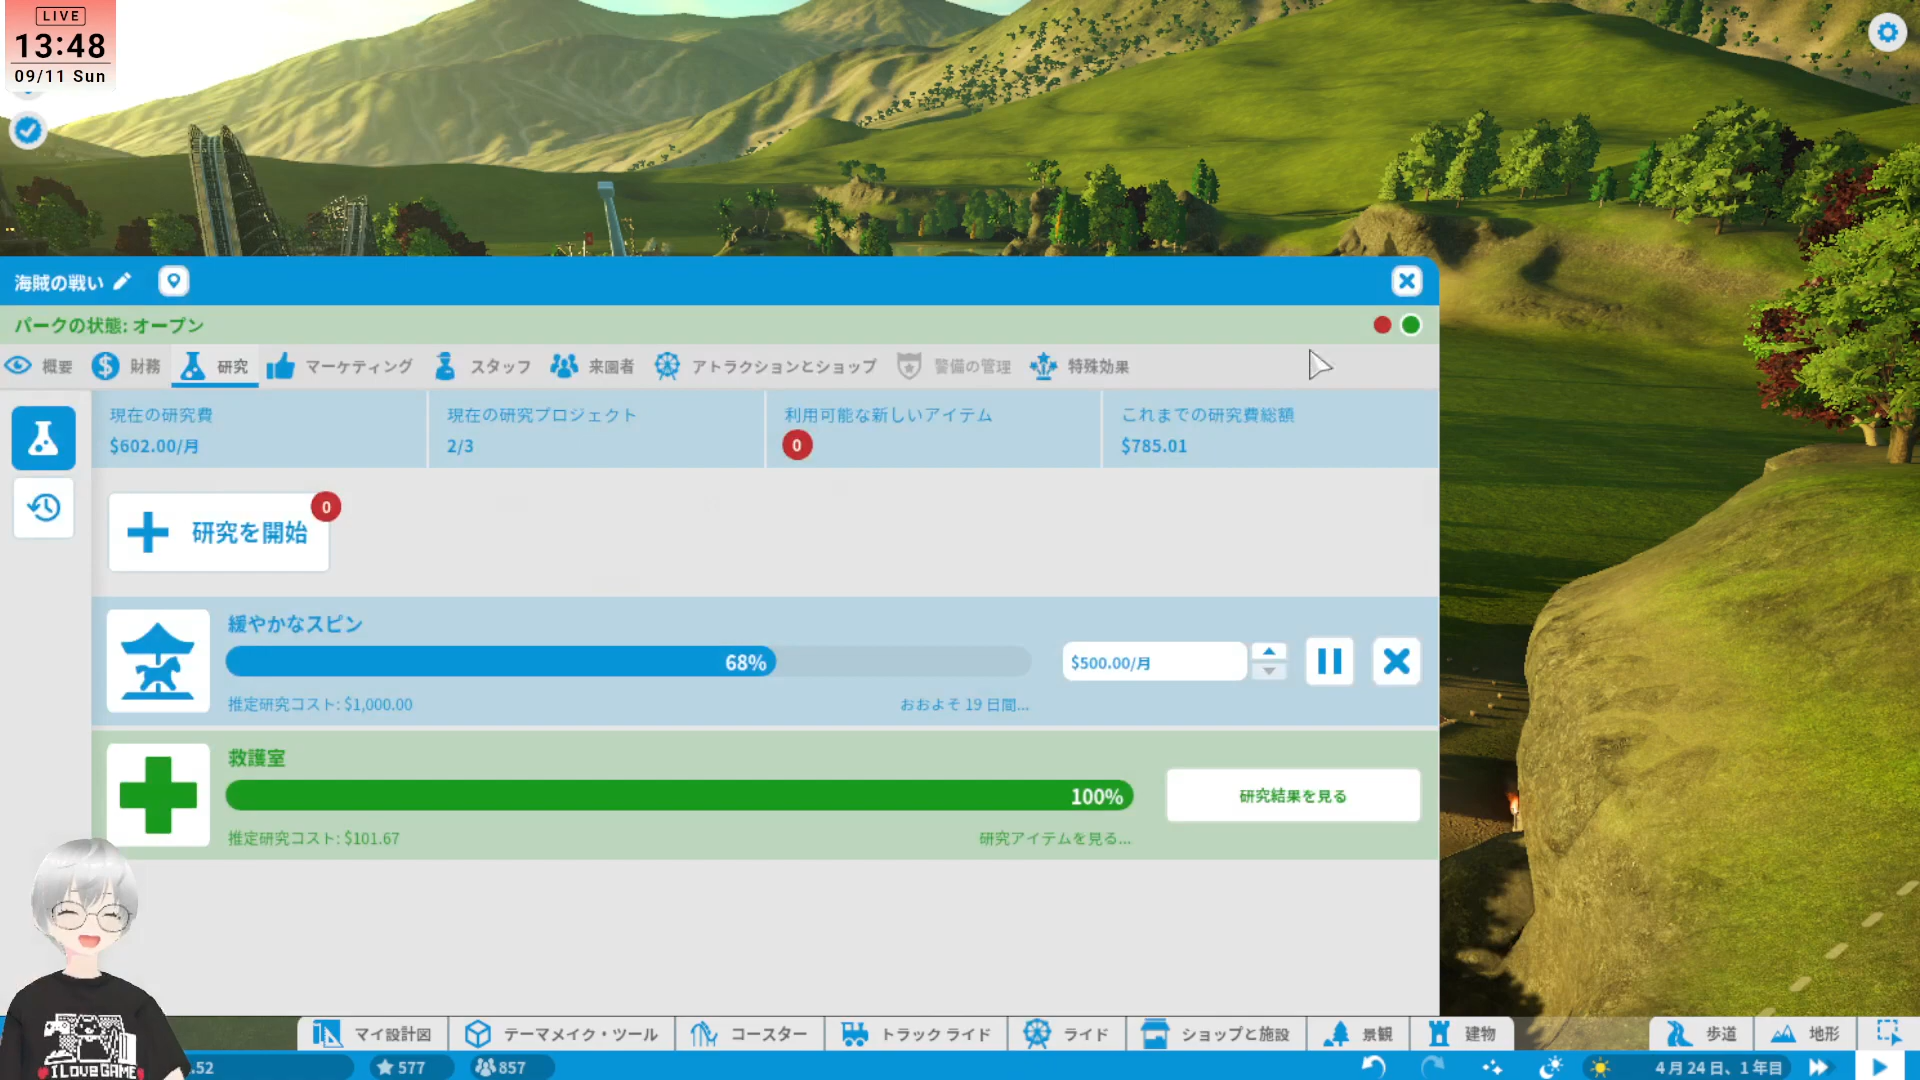 LIVE
13:48
09/11 Sun
海賊の戦い
パークの状態: オープン
概要 財務 研究 マーケティング スタッフ 来園者 アトラクションとショップ 警備の管理 特殊効果
現在の研究費 現在の研究プロジェクト 利用可能な新しいアイテム これまでの研究費総額
$602.00/月 2/3 0 $785.01
研究を開始 0
緩やかなスピン
68% $500.00/月
推定研究コスト: $1,000.00 おおよそ 19 日間...
救護室
100% 研究結果を見る
推定研究コスト: $101.67 研究アイテムを見る...
マイ設計図 テーマメイク・ツール コースター トラック ライド ライド ショップと施設 景観 建物 歩道 地形
.52 577 857 4月 24日、1 年目
I LOVE GAME